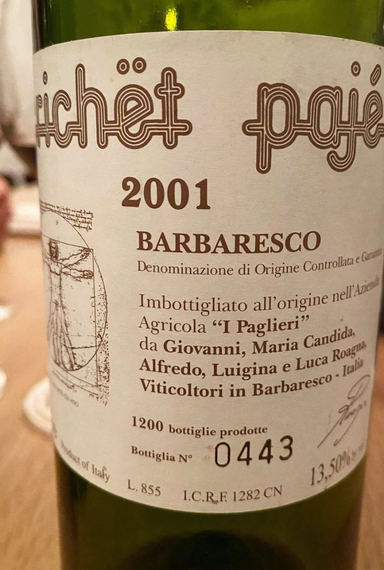 richët pajé
2001
BARBARESCO
Denominazione di Origine Controllata e
Imbottigliato all'origine nell'Azienda
Agricola "I Paglieri"
da Giovanni, Maria Candida,
Alfredo, Luigina e Luca Roagna,
Viticoltori in Barbaresco - Italia
1200 bottiglie prodotte
Bottiglia N° 0443
Product of Italy
L. 855 I.C.R.F. 1282 CN 13,50%